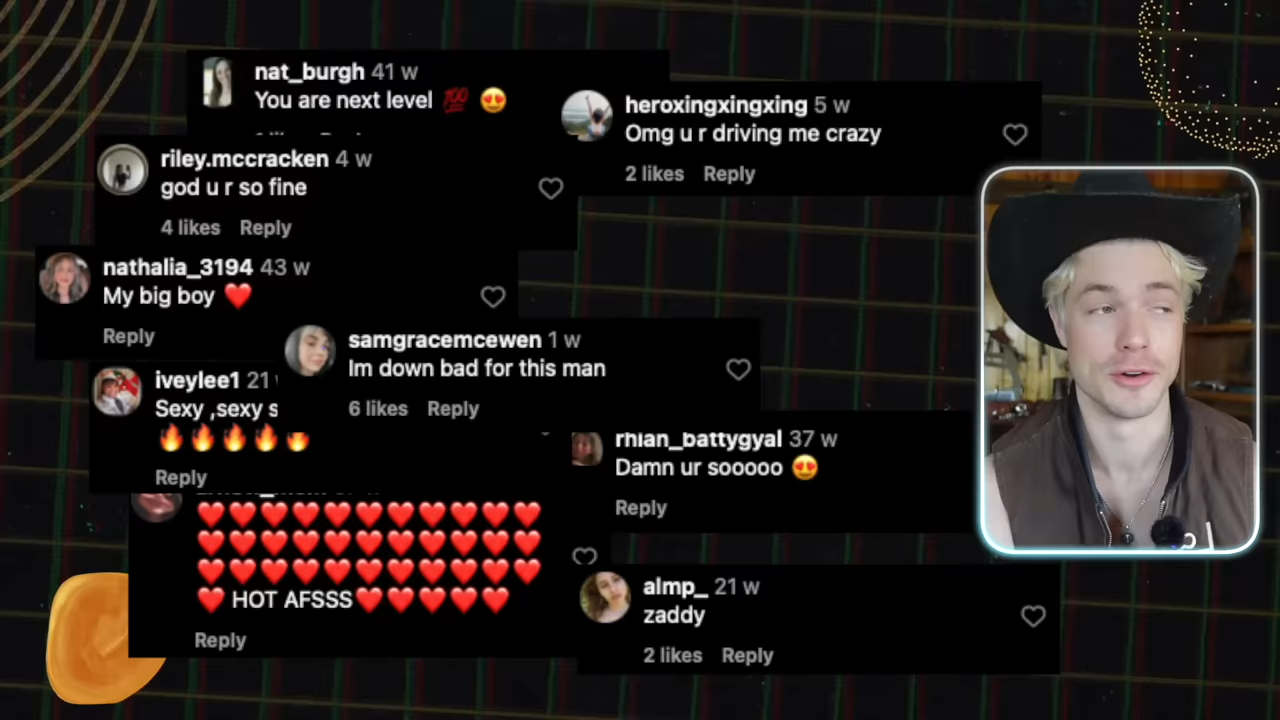 nat_burgh 41 w
You are next level 💯 😍
heroxingxingxing 5 w
Omg u r driving me crazy
2 likes Reply
riley.mccracken 4 w
god u r so fine
4 likes Reply
nathalia_3194 43 w
My big boy ❤️
Reply
samgracemcewen 1 w
Im down bad for this man
6 likes Reply
iveylee1 21
Sexy ,sexy s
🔥🔥🔥🔥🔥
Reply
rhian_battygyal 37 w
Damn ur sooooo 😍
Reply
❤️❤️❤️❤️❤️❤️❤️❤️❤️❤️❤️
❤️❤️❤️❤️❤️❤️❤️❤️❤️❤️❤️
❤️❤️❤️❤️❤️❤️❤️❤️❤️❤️❤️
❤️ HOT AFSSS❤️❤️❤️❤️❤️
Reply
almp_ 21 w
zaddy
2 likes Reply